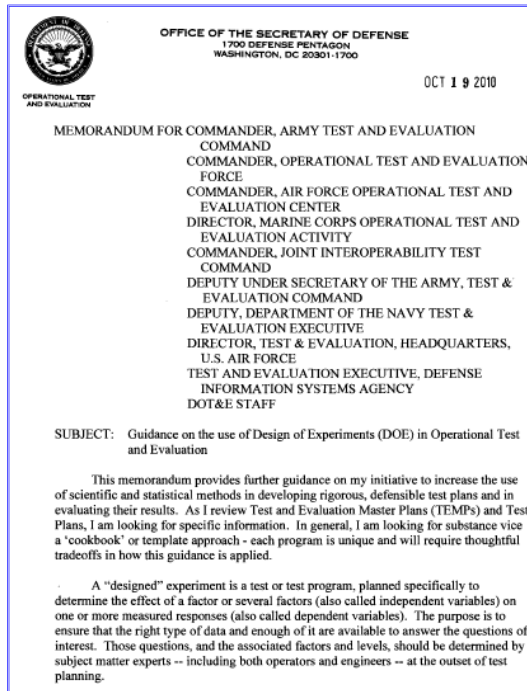 OFFICE OF THE SECRETARY OF DEFENSE
1700 DEFENSE PENTAGON
WASHINGTON, DC 20301-1700
OPERATIONAL TEST
AND EVALUATION
OCT 19 2010
MEMORANDUM FOR COMMANDER, ARMY TEST AND EVALUATION
COMMAND
COMMANDER, OPERATIONAL TEST AND EVALUATION
FORCE
COMMANDER, AIR FORCE OPERATIONAL TEST AND
EVALUATION CENTER
DIRECTOR, MARINE CORPS OPERATIONAL TEST AND
EVALUATION ACTIVITY
COMMANDER, JOINT INTEROPERABILITY TEST
COMMAND
DEPUTY UNDER SECRETARY OF THE ARMY, TEST &
EVALUATION COMMAND
DEPUTY, DEPARTMENT OF THE NAVY TEST &
EVALUATION EXECUTIVE
DIRECTOR, TEST & EVALUATION, HEADQUARTERS,
U.S. AIR FORCE
TEST AND EVALUATION EXECUTIVE, DEFENSE
INFORMATION SYSTEMS AGENCY
DOT&E STAFF
SUBJECT: Guidance on the use of Design of Experiments (DOE) in Operational Test
and Evaluation
This memorandum provides further guidance on my initiative to increase the use
of scientific and statistical methods in developing rigorous, defensible test plans and in
evaluating their results. As I review Test and Evaluation Master Plans (TEMPs) and Test
Plans, I am looking for specific information. In general, I am looking for substance vice
a 'cookbook' or template approach - each program is unique and will require thoughtful
tradeoffs in how this guidance is applied.
A "designed" experiment is a test or test program, planned specifically to
determine the effect of a factor or several factors (also called independent variables) on
one or more measured responses (also called dependent variables). The purpose is to
ensure that the right type of data and enough of it are available to answer the questions of
interest. Those questions, and the associated factors and levels, should be determined by
subject matter experts -- including both operators and engineers -- at the outset of test
planning.